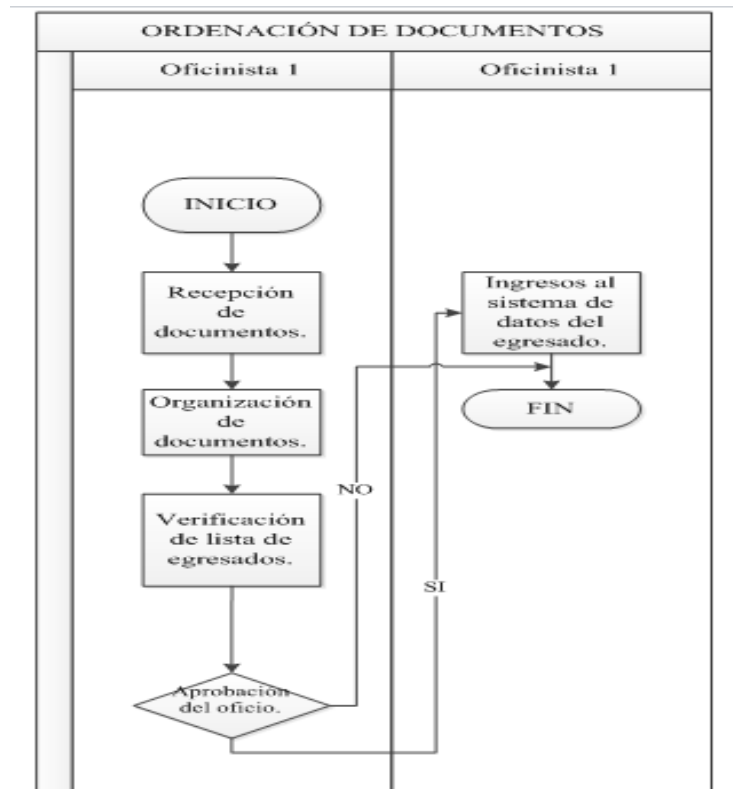 ORDENACIÓN DE DOCUMENTOS
Oficinista 1
Oficinista 1
INICIO
Recepción
de
documentos.
Organización
de
documentos.
Verificación
de lista de
egresados.
Aprobación
del oficio.
NO
SI
Ingresos al
sistema de
datos del
egresado.
FIN